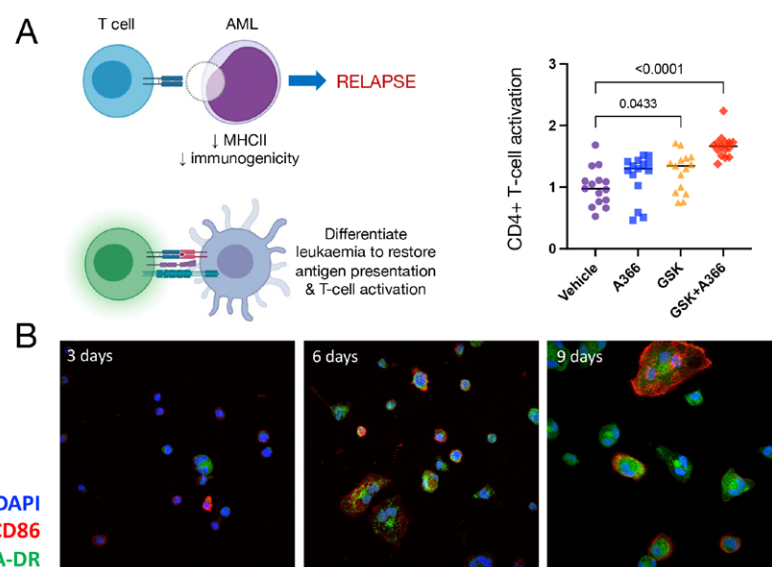 A
T cell
AML
RELAPSE
↓ MHCII
↓ immunogenicity
Differentiate
leukaemia to restore
antigen presentation
& T-cell activation
CD4+ T-cell activation
3
2
1
0
<0.0001
0.0433
Vehicle
A366
GSK
GSK+A366
B
3 days
6 days
9 days
DAPI
CD86
A-DR